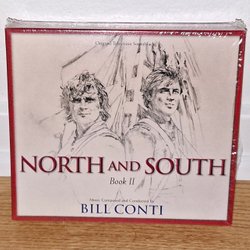 Original Television Soundtrack
NORTH AND SOUTH
Book II
Music Composed and Conducted by
BILL CONTI